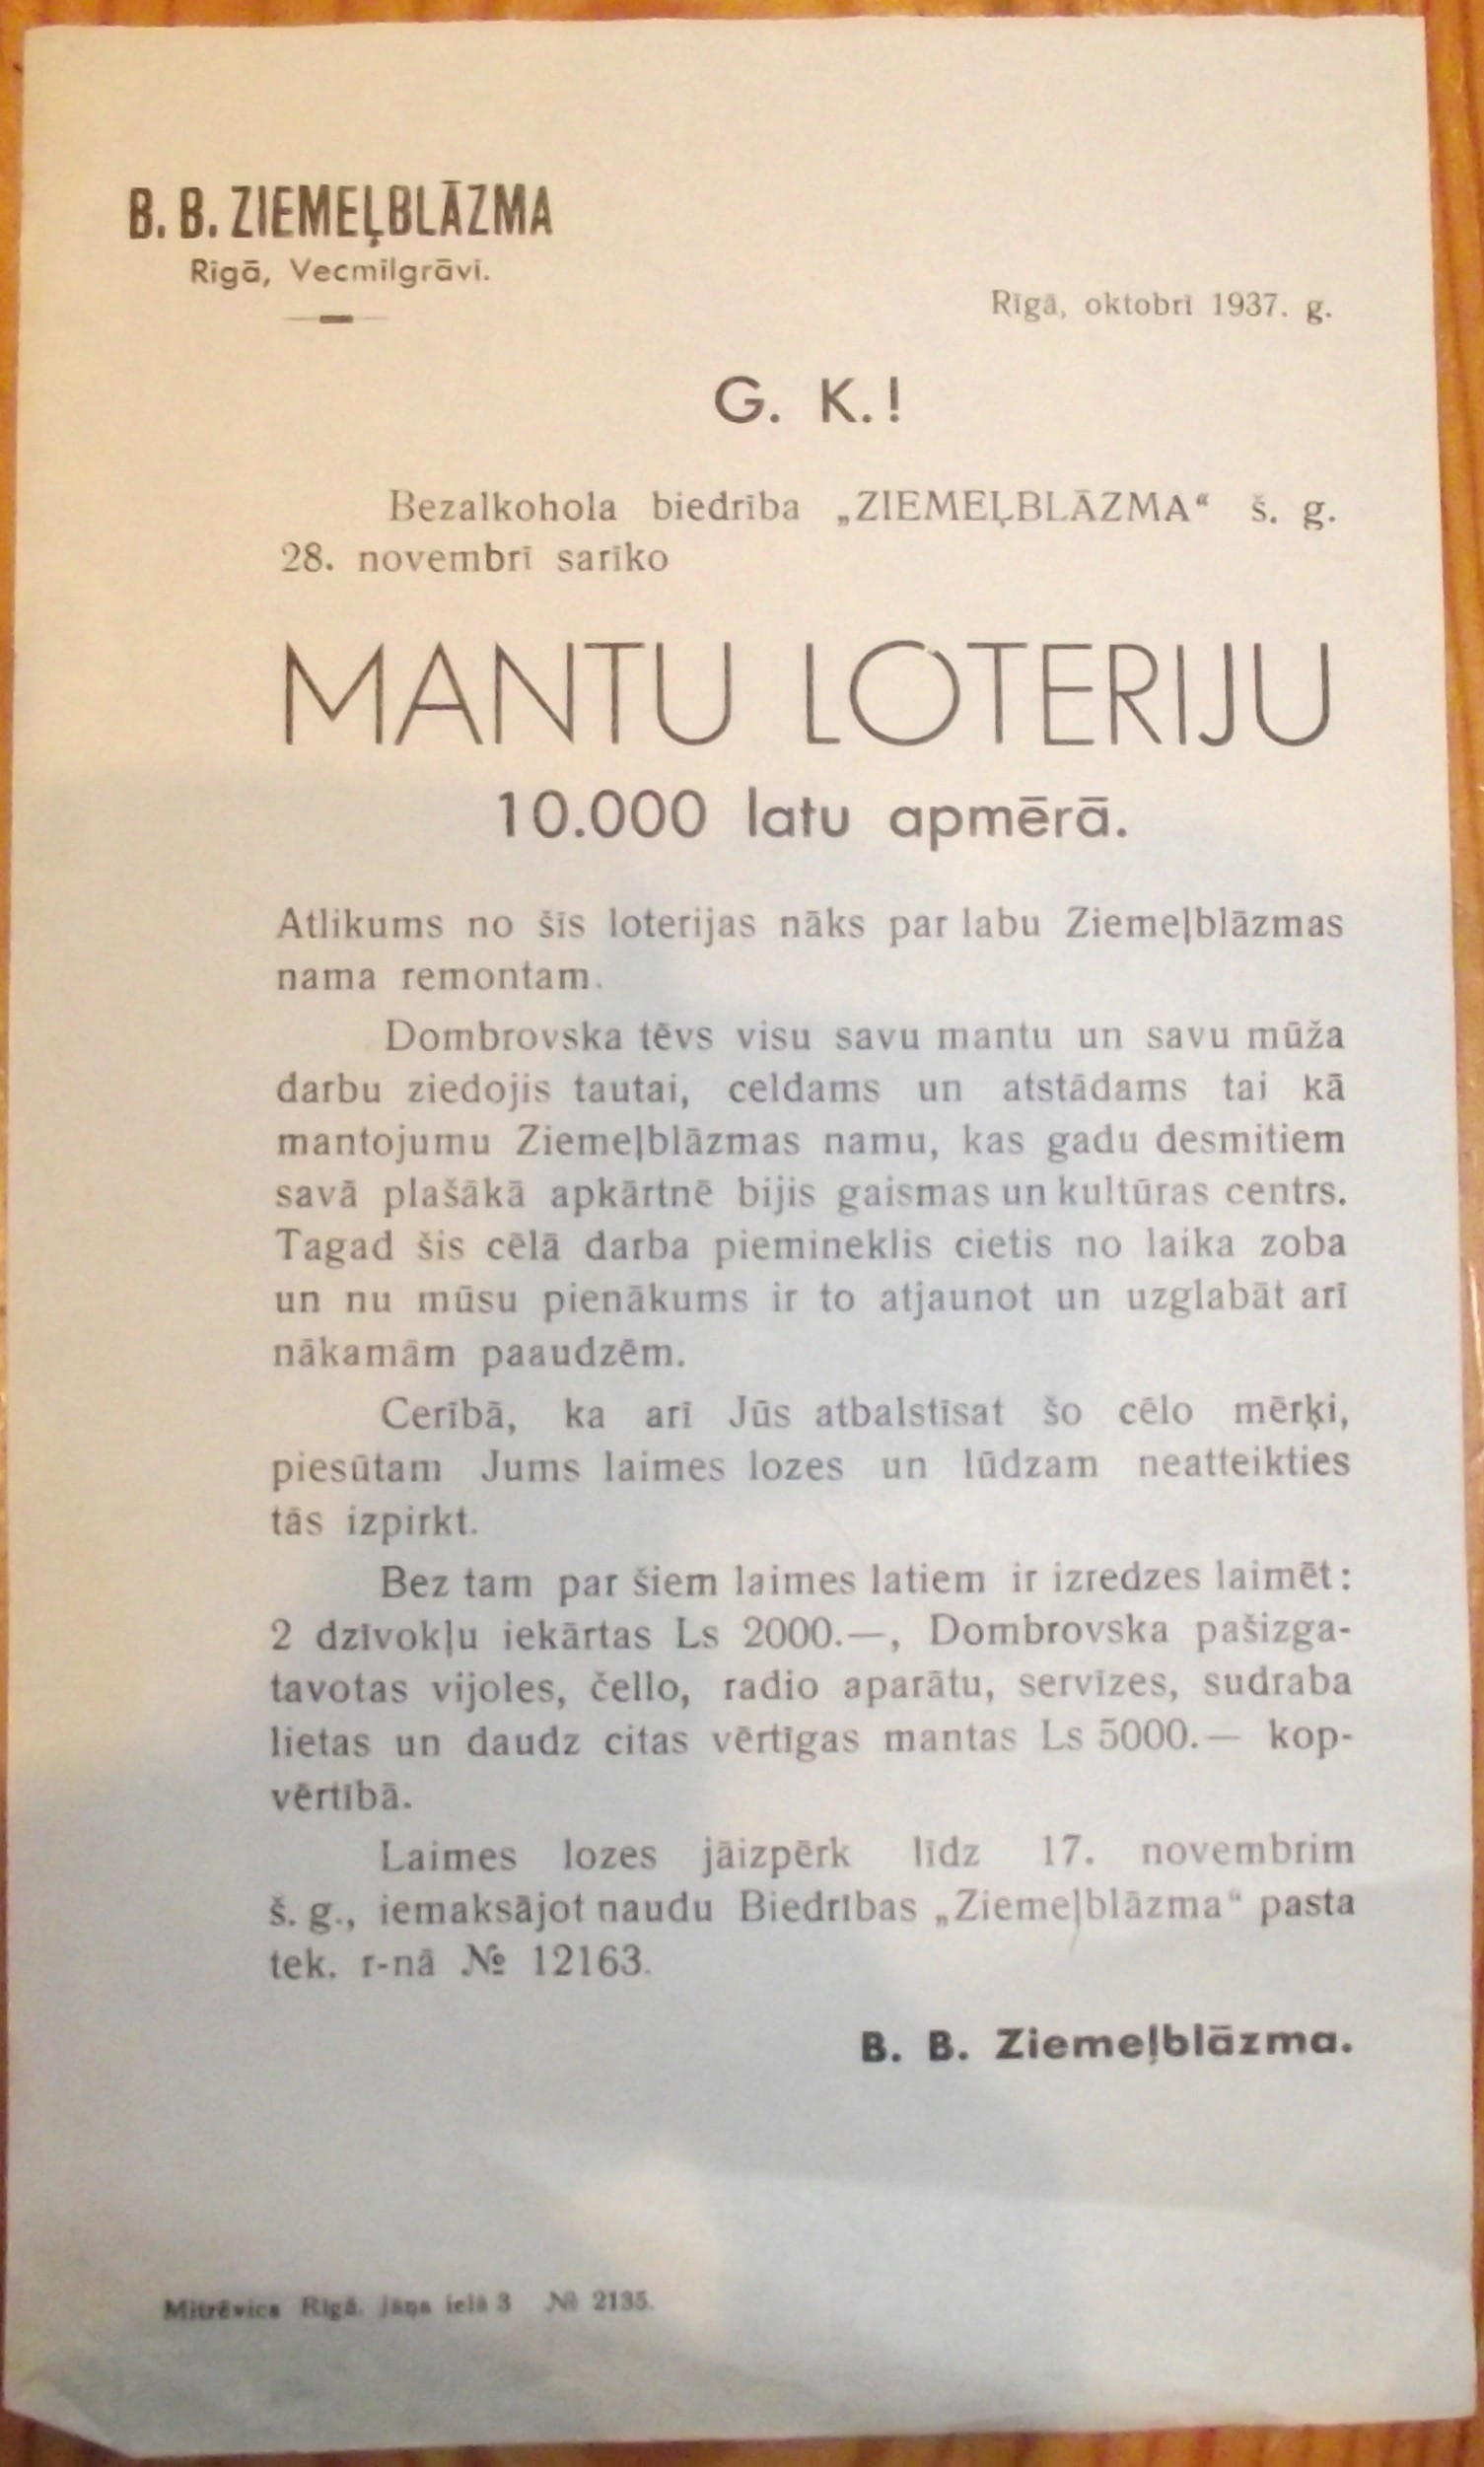 B. B. ZIEMEĻBLĀZMA
Rīgā, Vecmīlgrāvī.
Rīgā, oktobrī 1937. g.
G. K.!
Bezalkohola biedrība „ZIEMEĻBLĀZMA“ š. g.
28. novembrī sarīko
MANTU LOTERIJU
10.000 latu apmērā.
Atlikums no šīs loterijas nāks par labu Ziemeļblāzmas
nama remontam.
Dombrovska tēvs visu savu mantu un savu mūža
darbu ziedojis tautai, celdams un atstādams tai kā
mantojumu Ziemeļblāzmas namu, kas gadu desmitiem
savā plašākā apkārtnē bijis gaismas un kultūras centrs.
Tagad šis cēlā darba piemineklis cietis no laika zoba
un nu mūsu pienākums ir to atjaunot un uzglabāt arī
nākamām paaudzēm.
Cerībā, ka arī Jūs atbalstīsat šo cēlo mērķi,
piesūtam Jums laimes lozes un lūdzam neatteikties
tās izpirkt.
Bez tam par šiem laimes latiem ir izredzes laimēt:
2 dzīvokļu iekārtas Ls 2000.—, Dombrovska pašizga-
tavotas vijoles, čello, radio aparātu, servīzes, sudraba
lietas un daudz citas vērtīgas mantas Ls 5000.— kop-
vērtībā.
Laimes lozes jāizpērk līdz 17. novembrim
š. g., iemaksājot naudu Biedrības „Ziemeļblāzma“ pasta
tek. r-nā № 12163.
B. B. Ziemeļblāzma.
Mitrēvics Rīgā, Jāņa ielā 3 № 2135.